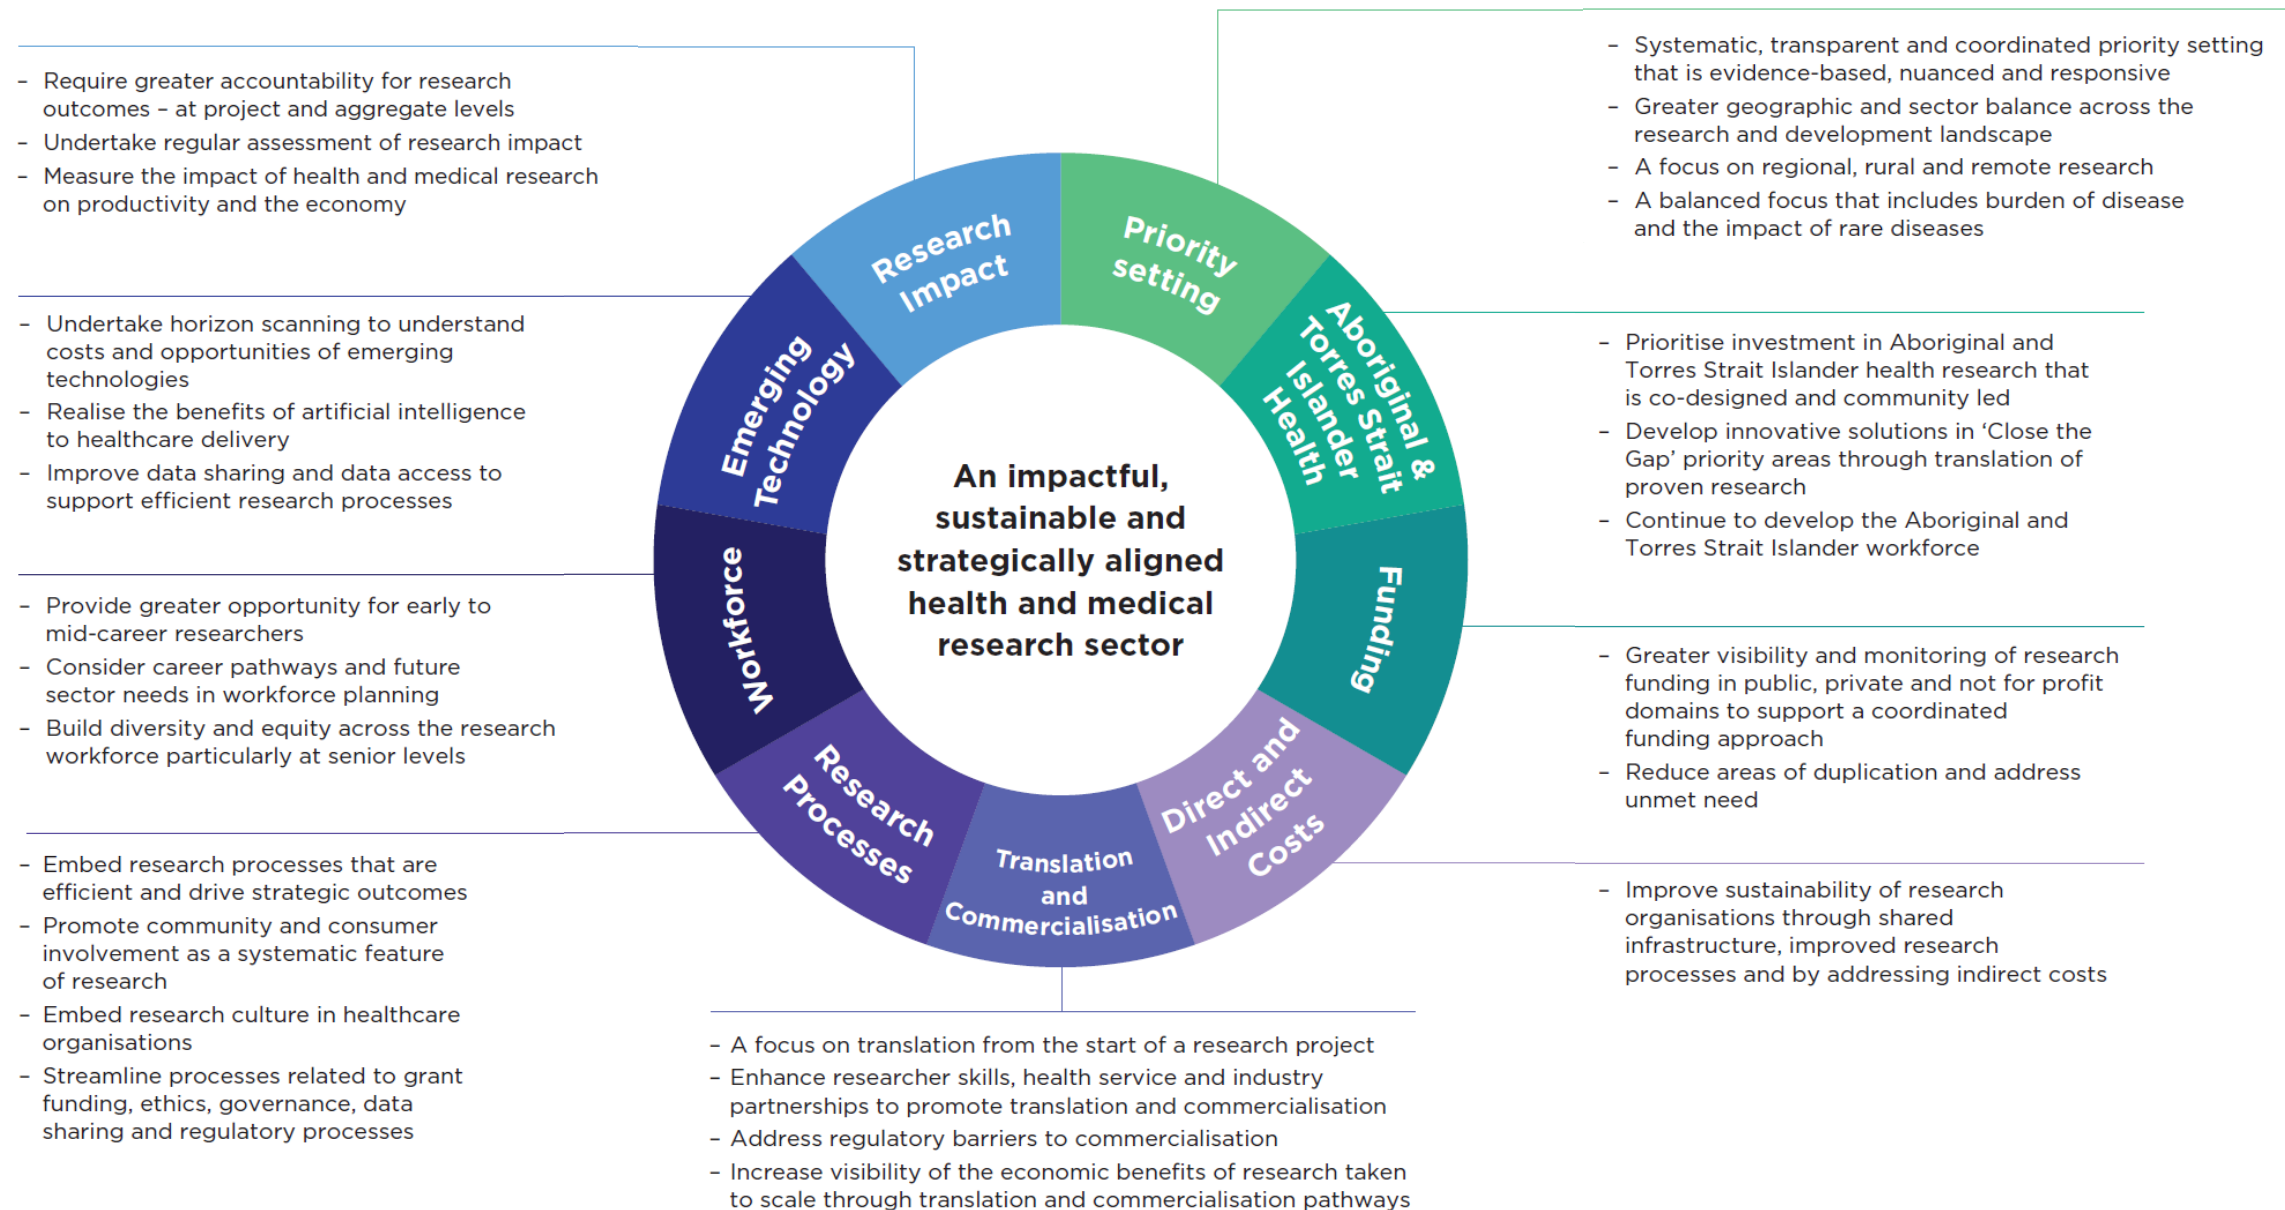 Research
Impact
– Require greater accountability for research
outcomes – at project and aggregate levels
– Undertake regular assessment of research impact
– Measure the impact of health and medical research
on productivity and the economy
Priority
setting
– Systematic, transparent and coordinated priority setting
that is evidence-based, nuanced and responsive
– Greater geographic and sector balance across the
research and development landscape
– A focus on regional, rural and remote research
– A balanced focus that includes burden of disease
and the impact of rare diseases
Emerging
Technology
– Undertake horizon scanning to understand
costs and opportunities of emerging
technologies
– Realise the benefits of artificial intelligence
to healthcare delivery
– Improve data sharing and data access to
support efficient research processes
Aboriginal &
Torres Strait
Islander
Health
– Prioritise investment in Aboriginal and
Torres Strait Islander health research that
is co-designed and community led
– Develop innovative solutions in ‘Close the
Gap’ priority areas through translation of
proven research
– Continue to develop the Aboriginal and
Torres Strait Islander workforce
An impactful,
sustainable and
strategically aligned
health and medical
research sector
Workforce
– Provide greater opportunity for early to
mid-career researchers
– Consider career pathways and future
sector needs in workforce planning
– Build diversity and equity across the research
workforce particularly at senior levels
Funding
– Greater visibility and monitoring of research
funding in public, private and not for profit
domains to support a coordinated
funding approach
– Reduce areas of duplication and address
unmet need
Research
Processes
– Embed research processes that are
efficient and drive strategic outcomes
– Promote community and consumer
involvement as a systematic feature
of research
– Embed research culture in healthcare
organisations
– Streamline processes related to grant
funding, ethics, governance, data
sharing and regulatory processes
Direct and
Indirect
Costs
– Improve sustainability of research
organisations through shared
infrastructure, improved research
processes and by addressing indirect costs
Translation
and
Commercialisation
– A focus on translation from the start of a research project
– Enhance researcher skills, health service and industry
partnerships to promote translation and commercialisation
– Address regulatory barriers to commercialisation
– Increase visibility of the economic benefits of research taken
to scale through translation and commercialisation pathways